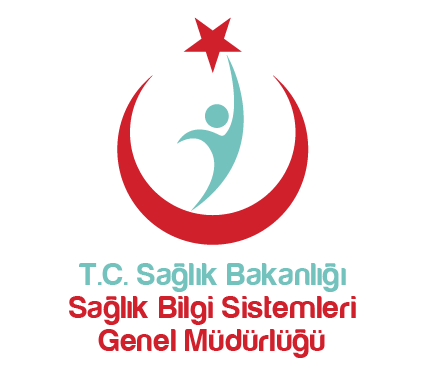 T.C. Sağlık Bakanlığı
Sağlık Bilgi Sistemleri
Genel Müdürlüğü